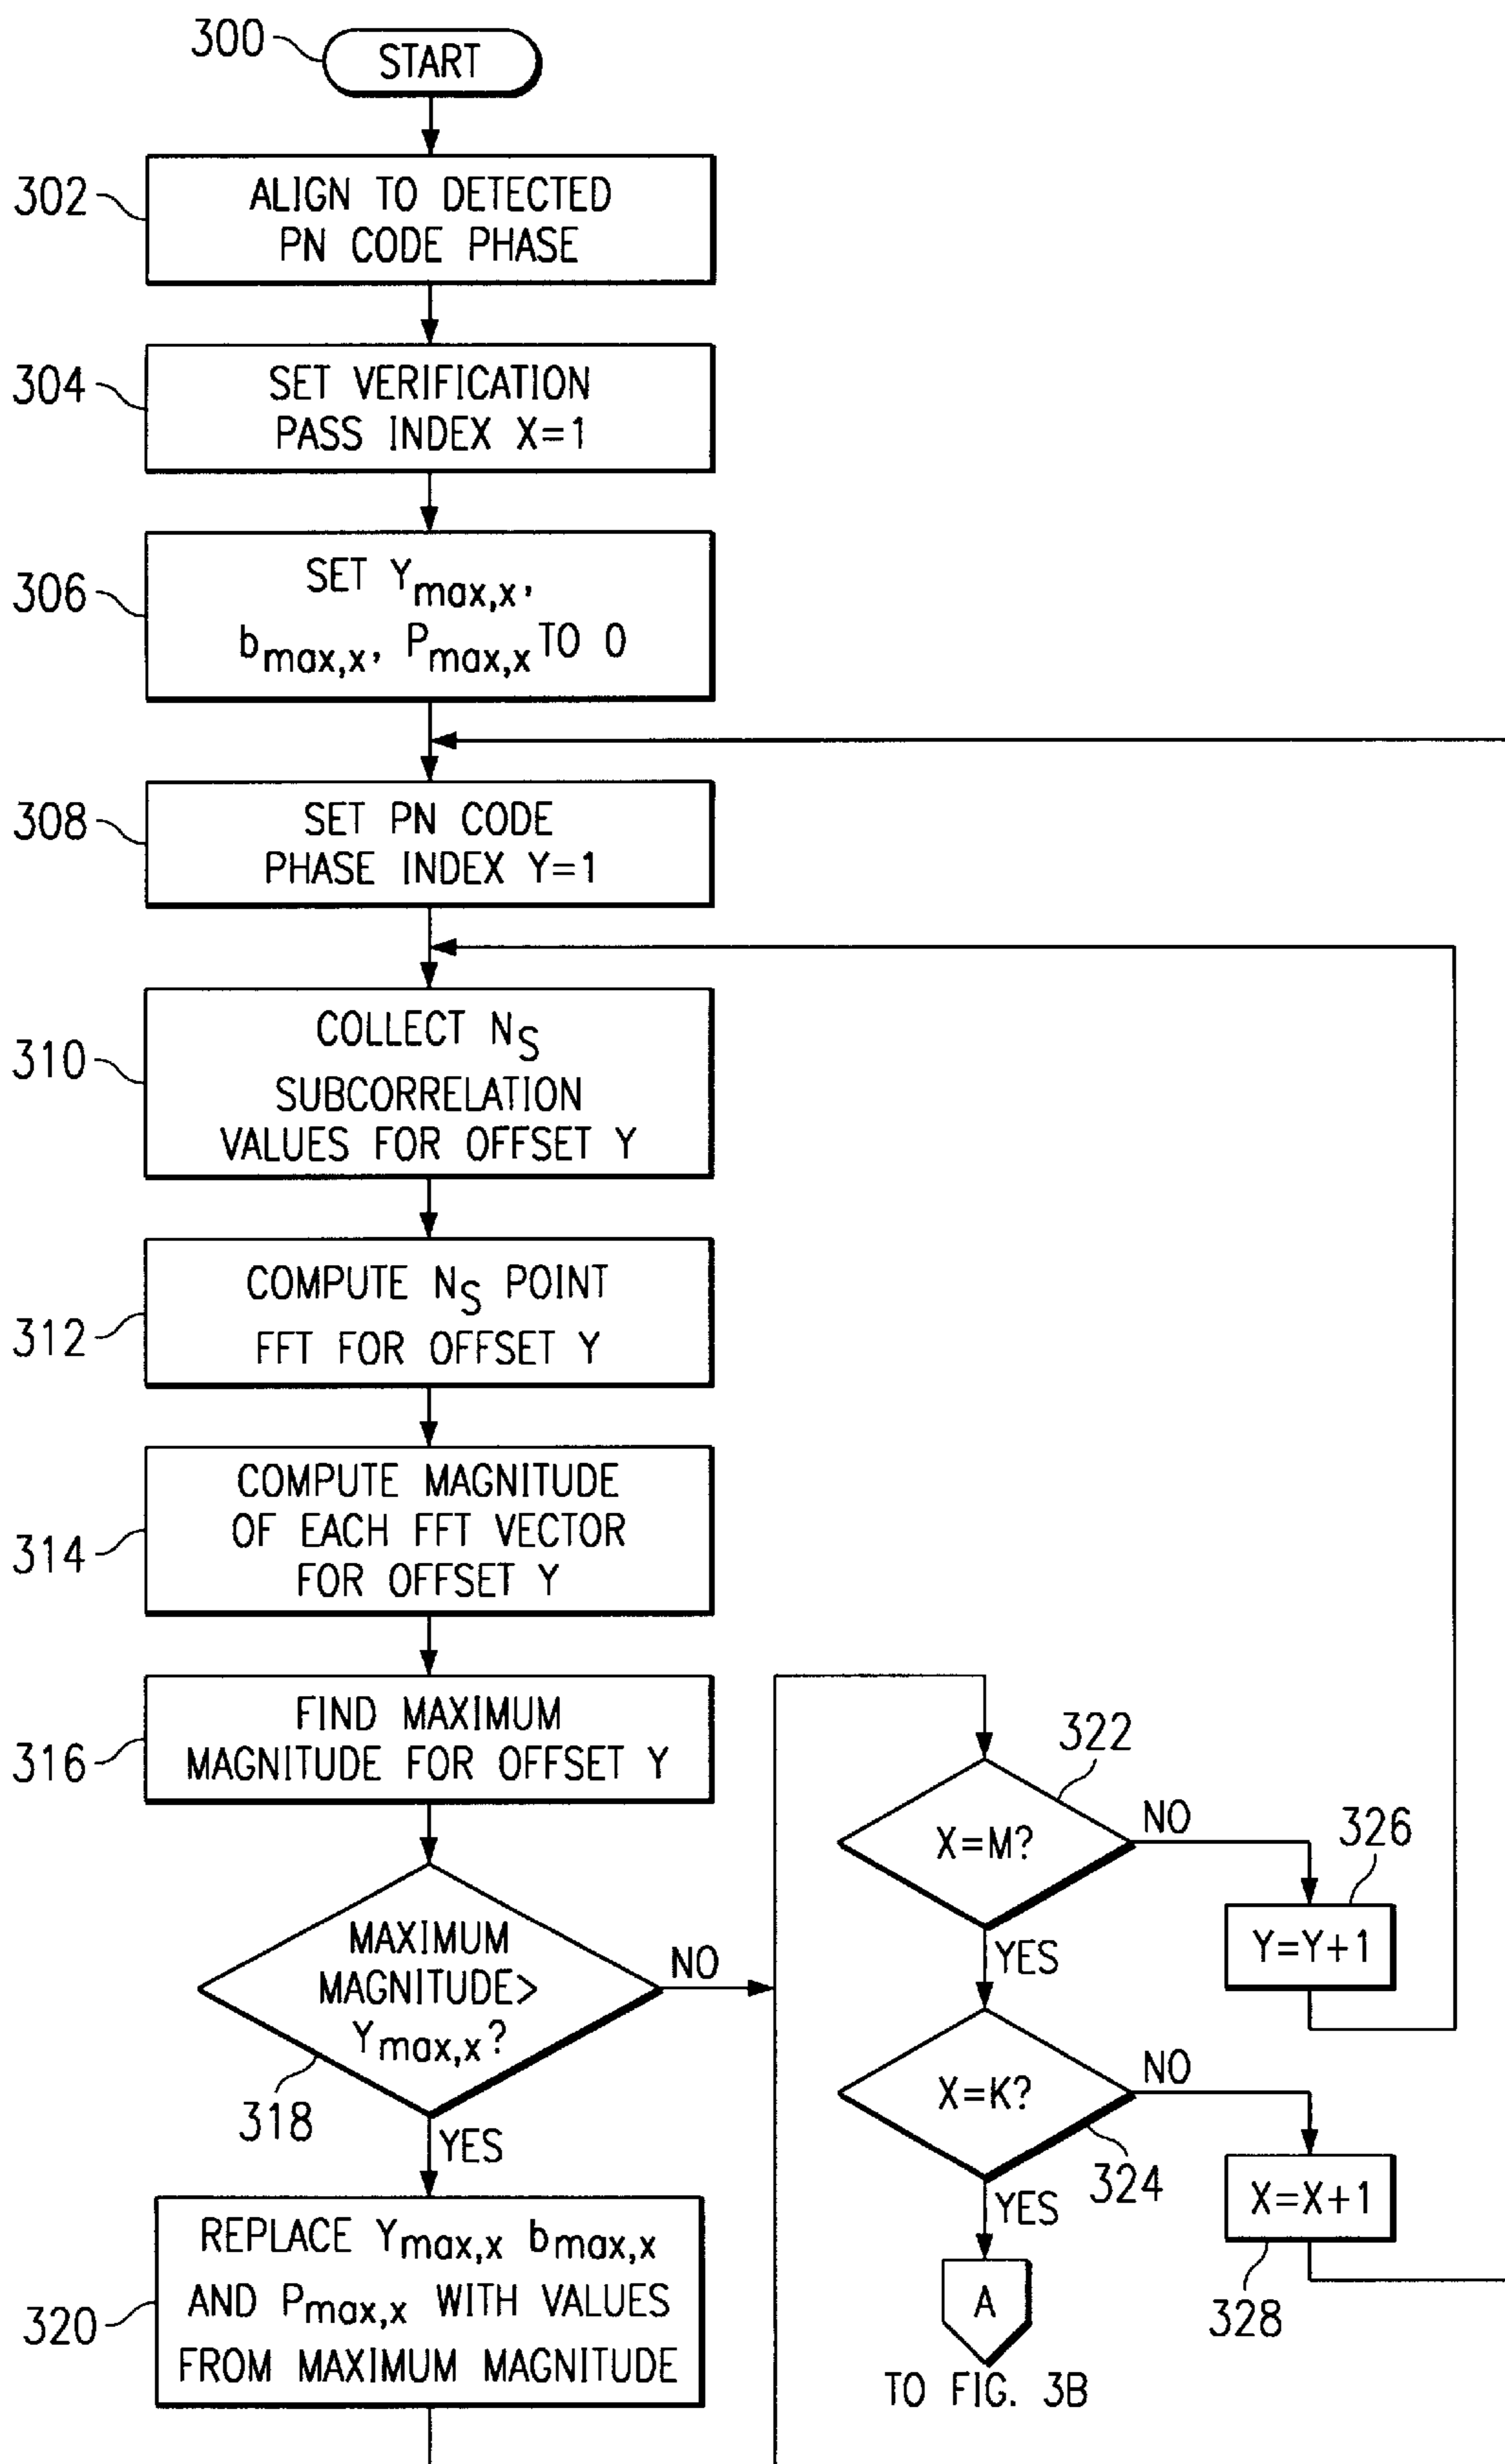 300
START
302
ALIGN TO DETECTED
PN CODE PHASE
304
SET VERIFICATION
PASS INDEX X=1
306
SET Ymax,x,
bmax,x, Pmax,x TO 0
308
SET PN CODE
PHASE INDEX Y=1
310
COLLECT NS
SUBCORRELATION
VALUES FOR OFFSET Y
312
COMPUTE NS POINT
FFT FOR OFFSET Y
314
COMPUTE MAGNITUDE
OF EACH FFT VECTOR
FOR OFFSET Y
316
FIND MAXIMUM
MAGNITUDE FOR OFFSET Y
318
MAXIMUM
MAGNITUDE>
Ymax,x?
NO
YES
320
REPLACE Ymax,x bmax,x
AND Pmax,x WITH VALUES
FROM MAXIMUM MAGNITUDE
322
X=M?
NO
326
Y=Y+1
YES
X=K?
NO
324
X=X+1
328
YES
A
TO FIG. 3B